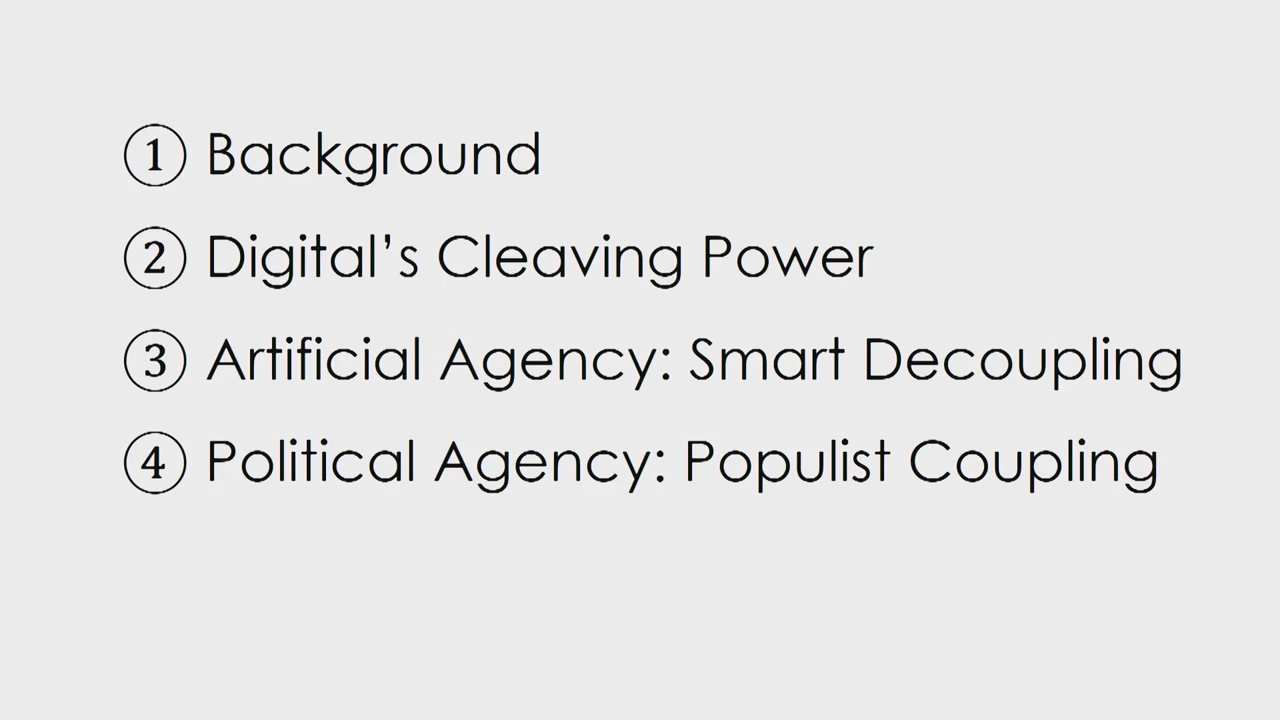 ① Background
② Digital’s Cleaving Power
③ Artificial Agency: Smart Decoupling
④ Political Agency: Populist Coupling